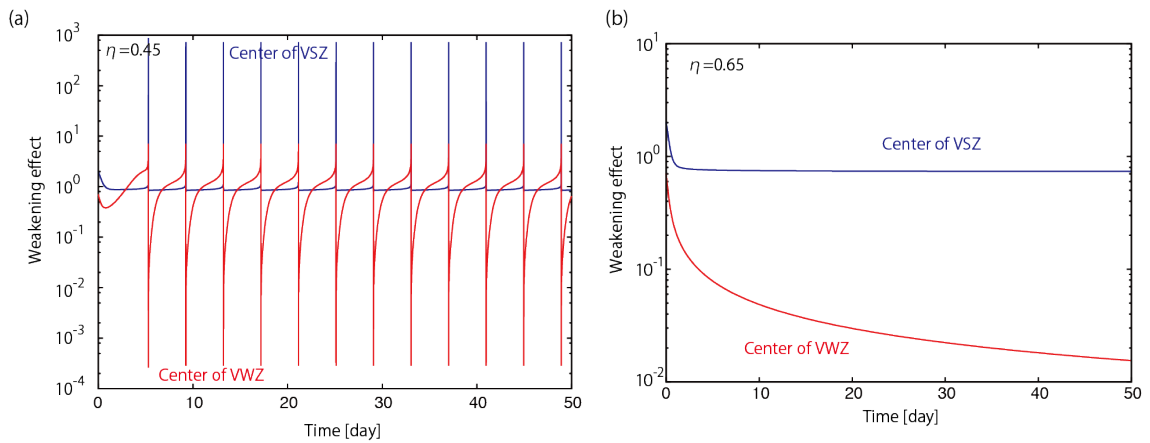 (a)
10^3
10^2
10^1
10^0
10^-1
10^-2
10^-3
10^-4
Weakening effect
η=0.45
Center of VSZ
Center of VWZ
0
10
20
30
40
50
Time [day]
(b)
10^1
10^0
10^-1
10^-2
Weakening effect
η=0.65
Center of VSZ
Center of VWZ
0
10
20
30
40
50
Time [day]